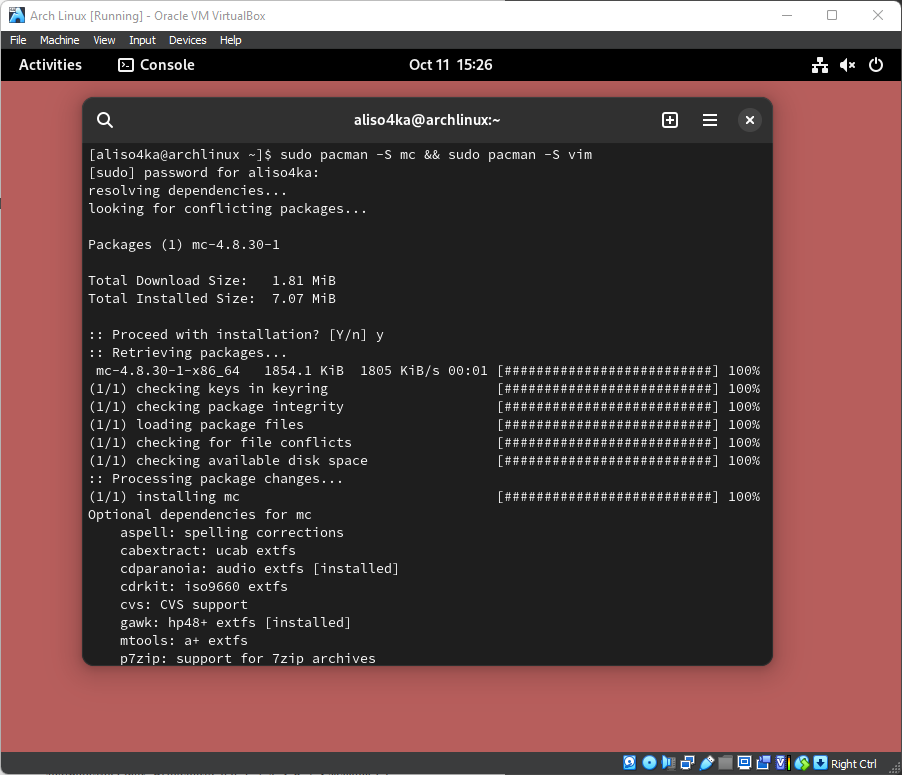 Arch Linux [Running] - Oracle VM VirtualBox
File Machine View Input Devices Help
Activities Console Oct 11 15:26
aliso4ka@archlinux:~
[aliso4ka@archlinux ~]$ sudo pacman -S mc && sudo pacman -S vim
[sudo] password for aliso4ka:
resolving dependencies...
looking for conflicting packages...
Packages (1) mc-4.8.30-1
Total Download Size:   1.81 MiB
Total Installed Size:  7.07 MiB
:: Proceed with installation? [Y/n] y
:: Retrieving packages...
 mc-4.8.30-1-x86_64   1854.1 KiB  1805 KiB/s 00:01 [##########################] 100%
(1/1) checking keys in keyring                     [##########################] 100%
(1/1) checking package integrity                   [##########################] 100%
(1/1) loading package files                        [##########################] 100%
(1/1) checking for file conflicts                  [##########################] 100%
(1/1) checking available disk space                [##########################] 100%
:: Processing package changes...
(1/1) installing mc                                [##########################] 100%
Optional dependencies for mc
    aspell: spelling corrections
    cabextract: ucab extfs
    cdparanoia: audio extfs [installed]
    cdrkit: iso9660 extfs
    cvs: CVS support
    gawk: hp48+ extfs [installed]
    mtools: a+ extfs
    p7zip: support for 7zip archives
Right Ctrl